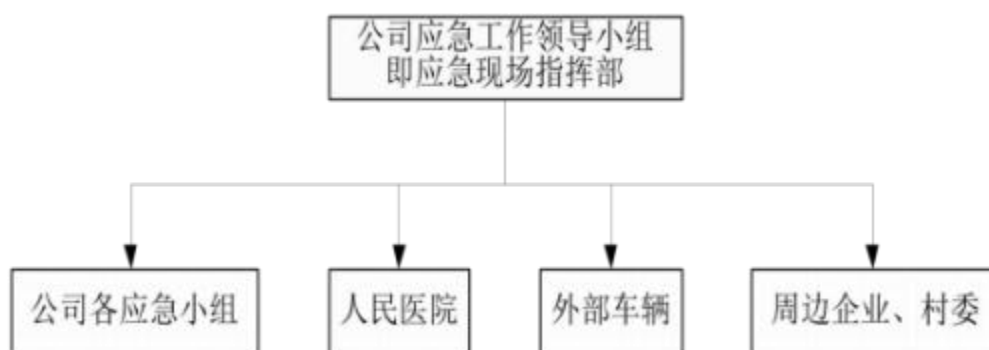 公司应急工作领导小组
即应急现场指挥部
公司各应急小组
人民医院
外部车辆
周边企业、村委